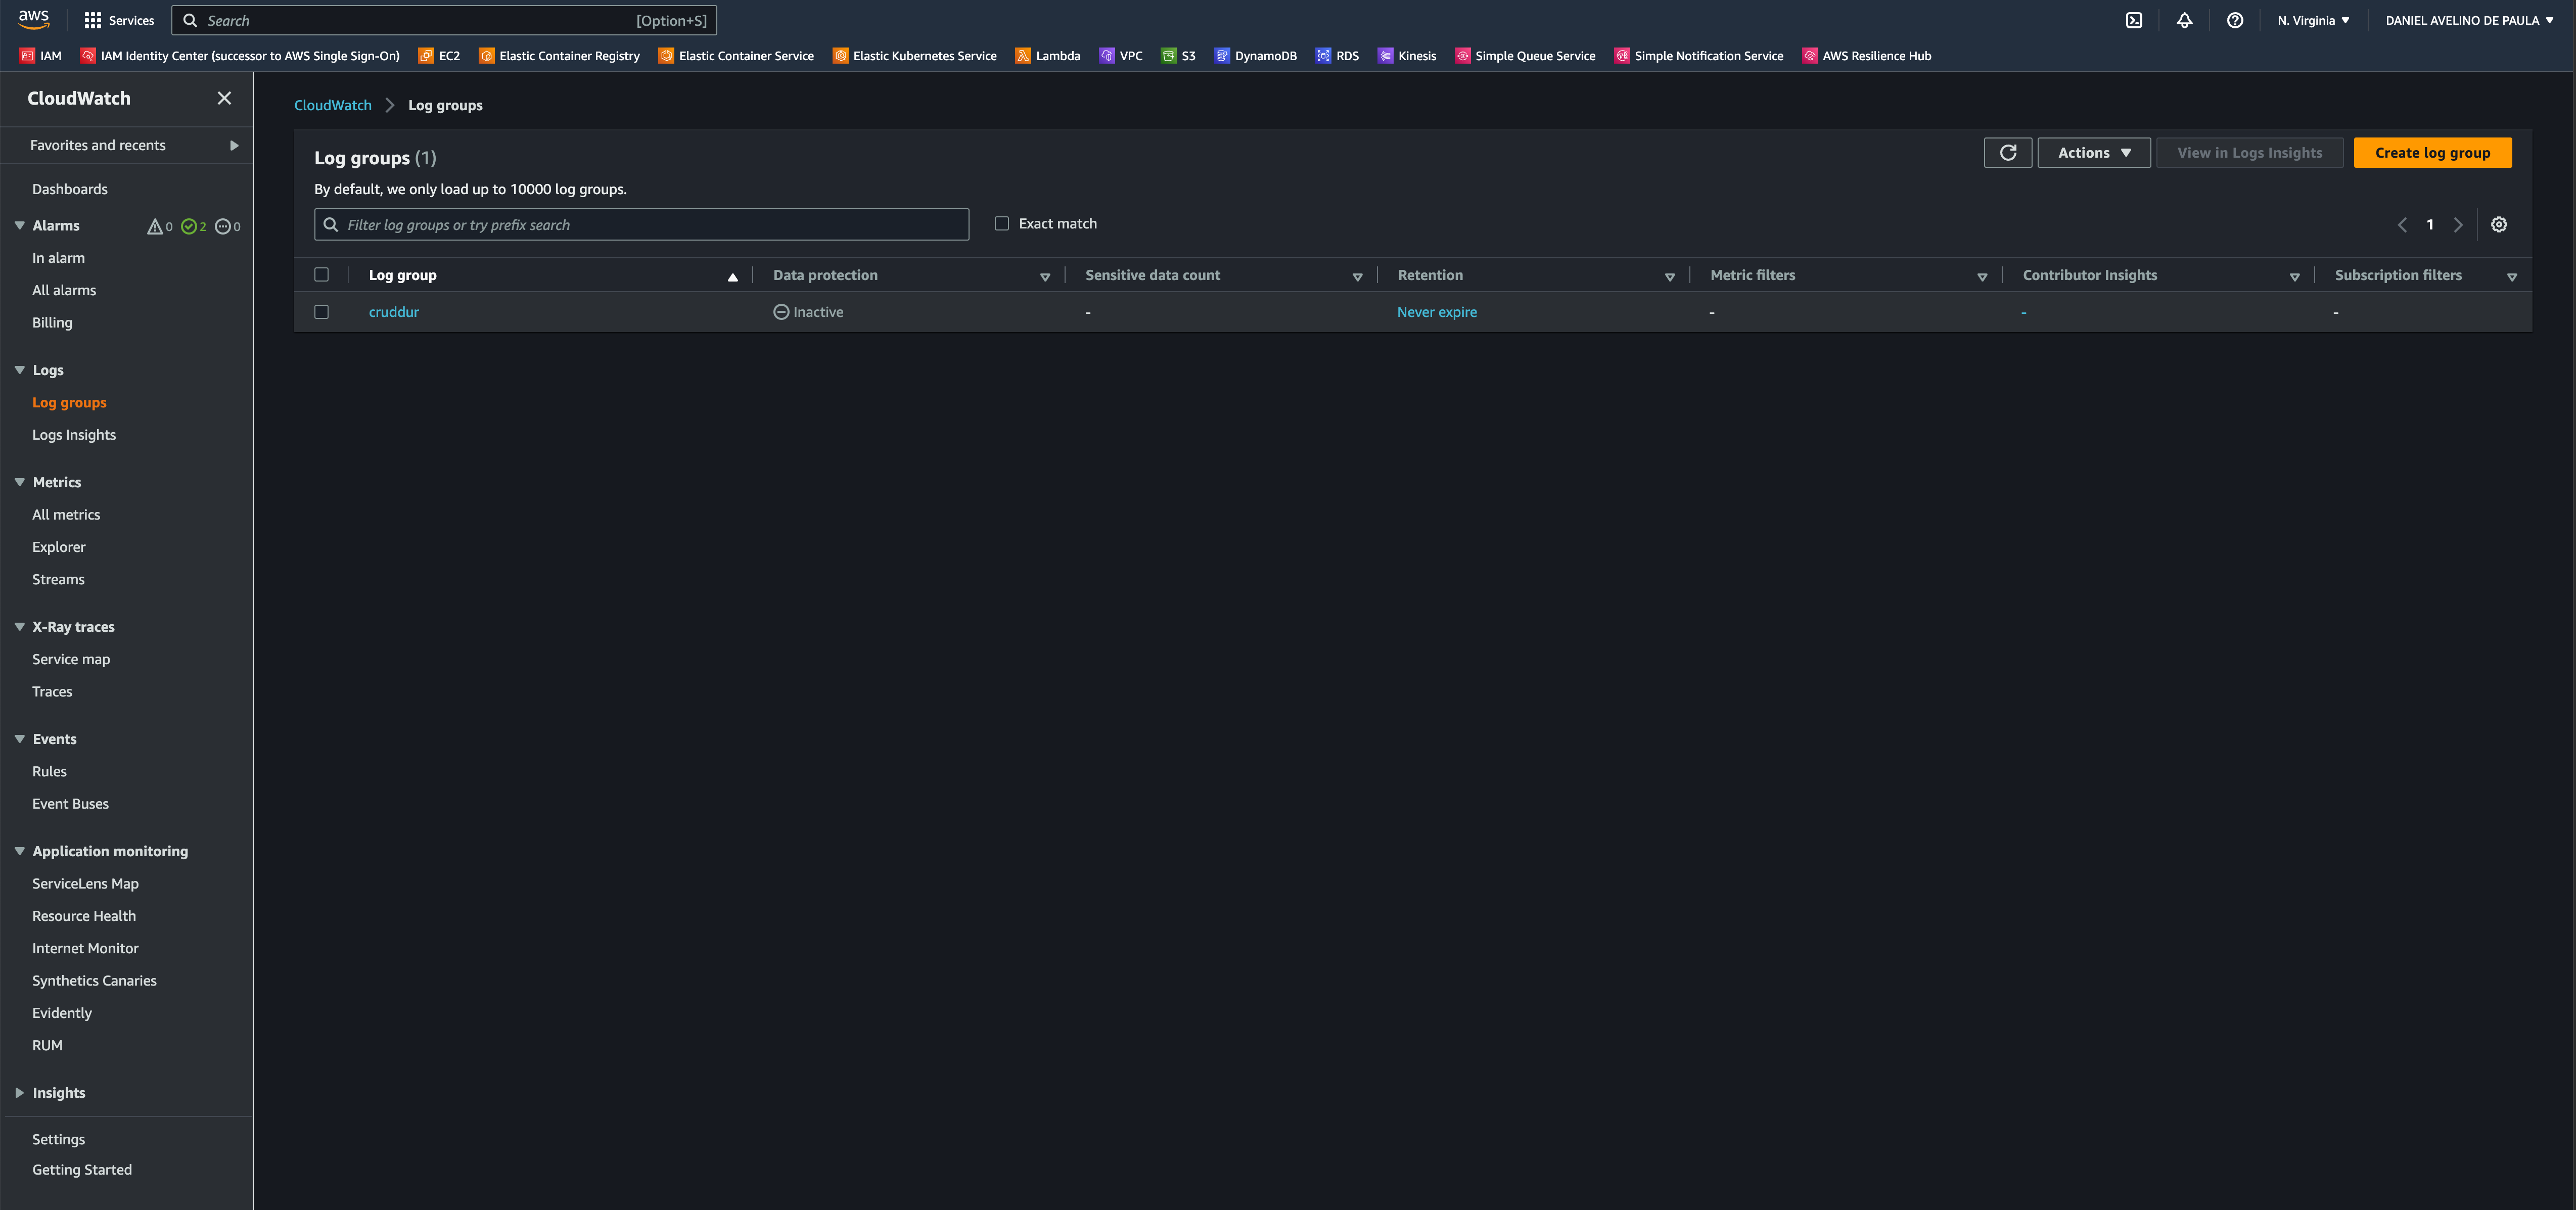 aws Services Search [Option+S] N. Virginia DANIEL AVELINO DE PAULA
IAM IAM Identity Center (successor to AWS Single Sign-On) EC2 Elastic Container Registry Elastic Container Service Elastic Kubernetes Service Lambda VPC S3 DynamoDB RDS Kinesis Simple Queue Service Simple Notification Service AWS Resilience Hub
CloudWatch
Favorites and recents
Dashboards
Alarms 0 2 0
In alarm
All alarms
Billing
Logs
Log groups
Logs Insights
Metrics
All metrics
Explorer
Streams
X-Ray traces
Service map
Traces
Events
Rules
Event Buses
Application monitoring
ServiceLens Map
Resource Health
Internet Monitor
Synthetics Canaries
Evidently
RUM
Insights
Settings
Getting Started
CloudWatch Log groups
Log groups (1)
Actions View in Logs Insights Create log group
By default, we only load up to 10000 log groups.
Filter log groups or try prefix search Exact match 1
Log group Data protection Sensitive data count Retention Metric filters Contributor Insights Subscription filters
cruddur Inactive - Never expire - - -